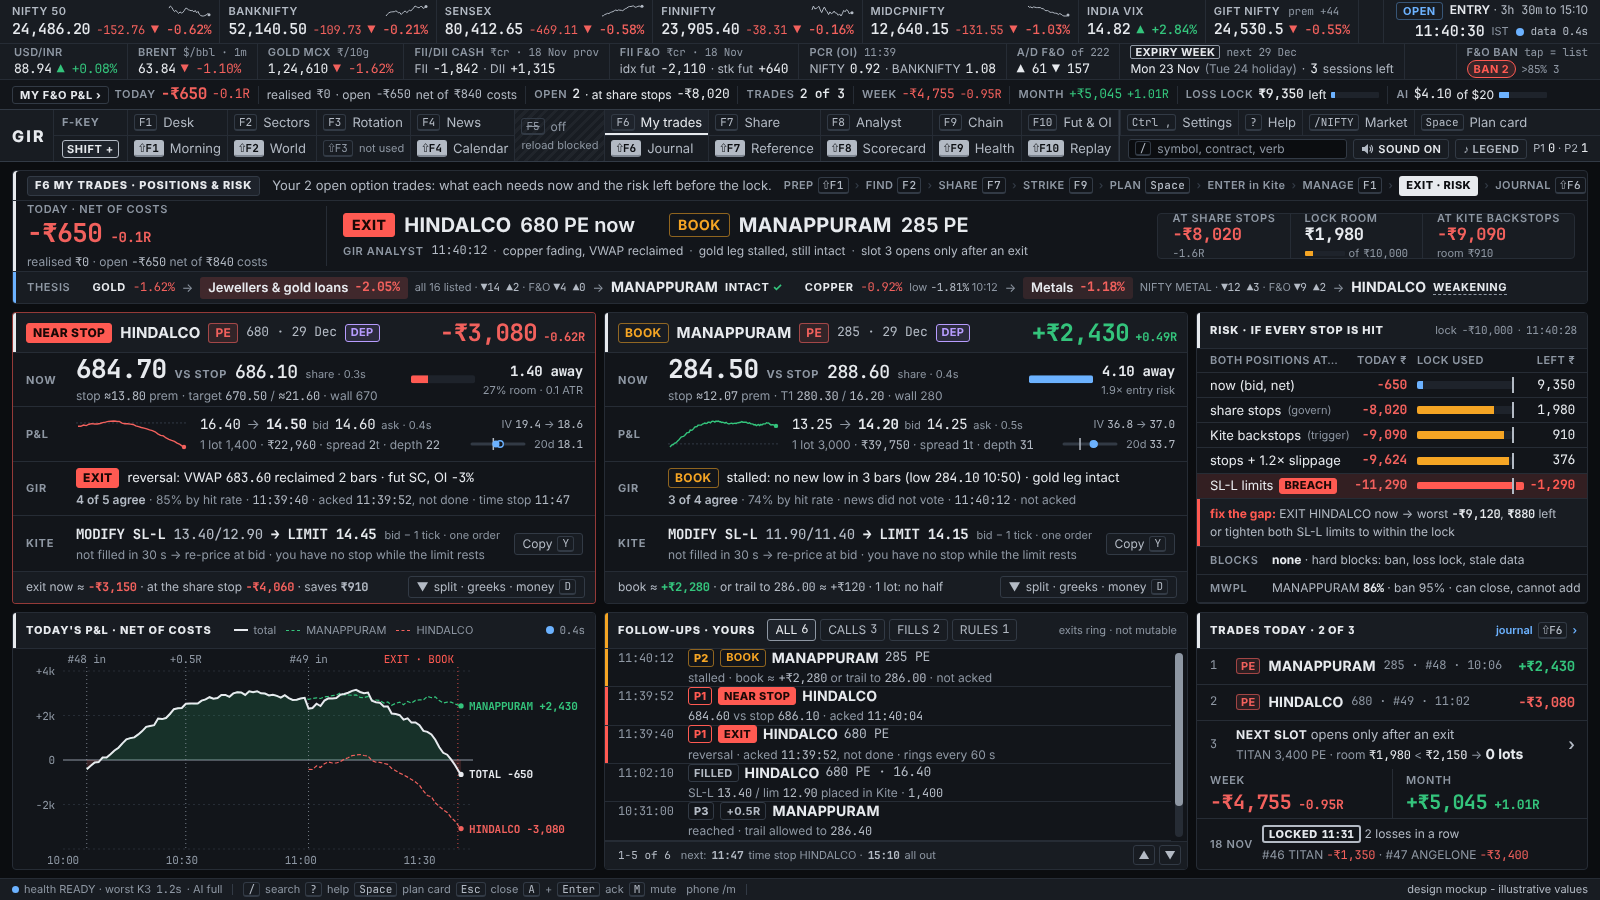 NIFTY 50
24,486.20 -152.76 ▼ -0.62%
BANKNIFTY
52,140.50 -109.73 ▼ -0.21%
SENSEX
80,412.65 -469.11 ▼ -0.58%
FINNIFTY
23,905.40 -38.31 ▼ -0.16%
MIDCPNIFTY
12,640.15 -131.55 ▼ -1.03%
INDIA VIX
14.82 ▲ +2.84%
GIFT NIFTY prem +44
24,530.5 ▼ -0.55%
OPEN ENTRY · 3h 30m to 15:10
11:40:30 IST ● data 0.4s
USD/INR
88.94 ▲ +0.08%
BRENT $/bbl · 1m
63.84 ▼ -1.10%
GOLD MCX ₹/10g
1,24,610 ▼ -1.62%
FII/DII CASH ₹cr · 18 Nov prov
FII -1,842 · DII +1,315
FII F&O ₹cr · 18 Nov
idx fut -2,110 · stk fut +640
PCR (OI) 11:39
NIFTY 0.92 · BANKNIFTY 1.08
A/D F&O of 222
▲ 61 ▼ 157
EXPIRY WEEK next 29 Dec
Mon 23 Nov (Tue 24 holiday) · 3 sessions left
F&O BAN tap = list
BAN 2 >85% 3
MY F&O P&L › TODAY -₹650 -0.1R realised ₹0 · open -₹650 net of ₹840 costs OPEN 2 · at share stops -₹8,020 TRADES 2 of 3 WEEK -₹4,755 -0.95R MONTH +₹5,045 +1.01R LOSS LOCK ₹9,350 left AI $4.10 of $20
GIR
F-KEY F1 Desk F2 Sectors F3 Rotation F4 News F5 off F6 My trades F7 Share F8 Analyst F9 Chain F10 Fut & OI Ctrl , Settings ? Help /NIFTY Market Space Plan card
SHIFT + ⇧F1 Morning ⇧F2 World ⇧F3 not used ⇧F4 Calendar reload blocked ⇧F6 Journal ⇧F7 Reference ⇧F8 Scorecard ⇧F9 Health ⇧F10 Replay / symbol, contract, verb SOUND ON ♪ LEGEND P1 0 · P2 1
F6 MY TRADES · POSITIONS & RISK Your 2 open option trades: what each needs now and the risk left before the lock. PREP ⇧F1 › FIND F2 › SHARE F7 › STRIKE F9 › PLAN Space › ENTER in Kite › MANAGE F1 › EXIT · RISK › JOURNAL ⇧F6
TODAY · NET OF COSTS
-₹650 -0.1R
realised ₹0 · open -₹650 net of ₹840 costs
EXIT HINDALCO 680 PE now BOOK MANAPPURAM 285 PE
GIR ANALYST 11:40:12 · copper fading, VWAP reclaimed · gold leg stalled, still intact · slot 3 opens only after an exit
AT SHARE STOPS
-₹8,020
-1.6R
LOCK ROOM
₹1,980
of ₹10,000
AT KITE BACKSTOPS
-₹9,090
room ₹910
THESIS GOLD -1.62% → Jewellers & gold loans -2.05% all 16 listed · ▼14 ▲2 · F&O ▼4 ▲0 → MANAPPURAM INTACT ✓ COPPER -0.92% low -1.81% 10:12 → Metals -1.18% NIFTY METAL · ▼12 ▲3 · F&O ▼9 ▲2 → HINDALCO WEAKENING
NEAR STOP HINDALCO PE 680 · 29 Dec DEP -₹3,080 -0.62R
NOW 684.70 VS STOP 686.10 share · 0.3s 1.40 away
stop ≈13.80 prem · target 670.50 / ≈21.60 · wall 670 27% room · 0.1 ATR
P&L 16.40 → 14.50 bid 14.60 ask · 0.4s IV 19.4 → 18.6
1 lot 1,400 · ₹22,960 · spread 2t · depth 22 20d 18.1
GIR EXIT reversal: VWAP 683.60 reclaimed 2 bars · fut SC, OI -3%
4 of 5 agree · 85% by hit rate · 11:39:40 · acked 11:39:52, not done · time stop 11:47
KITE MODIFY SL-L 13.40/12.90 → LIMIT 14.45 bid − 1 tick · one order Copy Y
not filled in 30 s → re-price at bid · you have no stop while the limit rests
exit now ≈ -₹3,150 · at the share stop -₹4,060 · saves ₹910 ▼ split · greeks · money D
BOOK MANAPPURAM PE 285 · 29 Dec DEP +₹2,430 +0.49R
NOW 284.50 VS STOP 288.60 share · 0.4s 4.10 away
stop ≈12.07 prem · T1 280.30 / 16.20 · wall 280 1.9× entry risk
P&L 13.25 → 14.20 bid 14.25 ask · 0.5s IV 36.8 → 37.0
1 lot 3,000 · ₹39,750 · spread 1t · depth 31 20d 33.7
GIR BOOK stalled: no new low in 3 bars (low 284.10 10:50) · gold leg intact
3 of 4 agree · 74% by hit rate · news did not vote · 11:40:12 · not acked
KITE MODIFY SL-L 11.90/11.40 → LIMIT 14.15 bid − 1 tick · one order Copy Y
not filled in 30 s → re-price at bid · you have no stop while the limit rests
book ≈ +₹2,280 · or trail to 286.00 ≈ +₹120 · 1 lot: no half ▼ split · greeks · money D
RISK · IF EVERY STOP IS HIT lock -₹10,000 · 11:40:28
BOTH POSITIONS AT... TODAY ₹ LOCK USED LEFT ₹
now (bid, net) -650 9,350
share stops (govern) -8,020 1,980
Kite backstops (trigger) -9,090 910
stops + 1.2× slippage -9,624 376
SL-L limits BREACH -11,290 -1,290
fix the gap: EXIT HINDALCO now → worst -₹9,120, ₹880 left
or tighten both SL-L limits to within the lock
BLOCKS none · hard blocks: ban, loss lock, stale data
MWPL MANAPPURAM 86% · ban 95% · can close, cannot add
TODAY'S P&L · NET OF COSTS total MANAPPURAM HINDALCO ● 0.4s
#48 in +0.5R #49 in EXIT · BOOK
+4k
+2k
0
-2k
MANAPPURAM +2,430
TOTAL -650
HINDALCO -3,080
10:00 10:30 11:00 11:30
FOLLOW-UPS · YOURS ALL 6 CALLS 3 FILLS 2 RULES 1 exits ring · not mutable
11:40:12 P2 BOOK MANAPPURAM 285 PE
stalled · book ≈ +₹2,280 or trail to 286.00 · not acked
11:39:52 P1 NEAR STOP HINDALCO
684.60 vs stop 686.10 · acked 11:40:04
11:39:40 P1 EXIT HINDALCO 680 PE
reversal · acked 11:39:52, not done · rings every 60 s
11:02:10 FILLED HINDALCO 680 PE · 16.40
SL-L 13.40 / lim 12.90 placed in Kite · 1,400
10:31:00 P3 +0.5R MANAPPURAM
reached · trail allowed to 286.40
1-5 of 6 next: 11:47 time stop HINDALCO · 15:10 all out ▲ ▼
TRADES TODAY · 2 OF 3 journal ⇧F6 ›
1 PE MANAPPURAM 285 · #48 · 10:06 +₹2,430
2 PE HINDALCO 680 · #49 · 11:02 -₹3,080
3 NEXT SLOT opens only after an exit
TITAN 3,400 PE · room ₹1,980 < ₹2,150 → 0 lots ›
WEEK
-₹4,755 -0.95R
MONTH
+₹5,045 +1.01R
18 NOV LOCKED 11:31 2 losses in a row
#46 TITAN -₹1,350 · #47 ANGELONE -₹3,400
● health READY · worst K3 1.2s · AI full / search ? help Space plan card Esc close A + Enter ack M mute phone /m design mockup - illustrative values